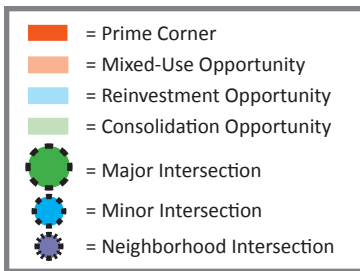 = Prime Corner
= Mixed-Use Opportunity
= Reinvestment Opportunity
= Consolidation Opportunity
= Major Intersection
= Minor Intersection
= Neighborhood Intersection